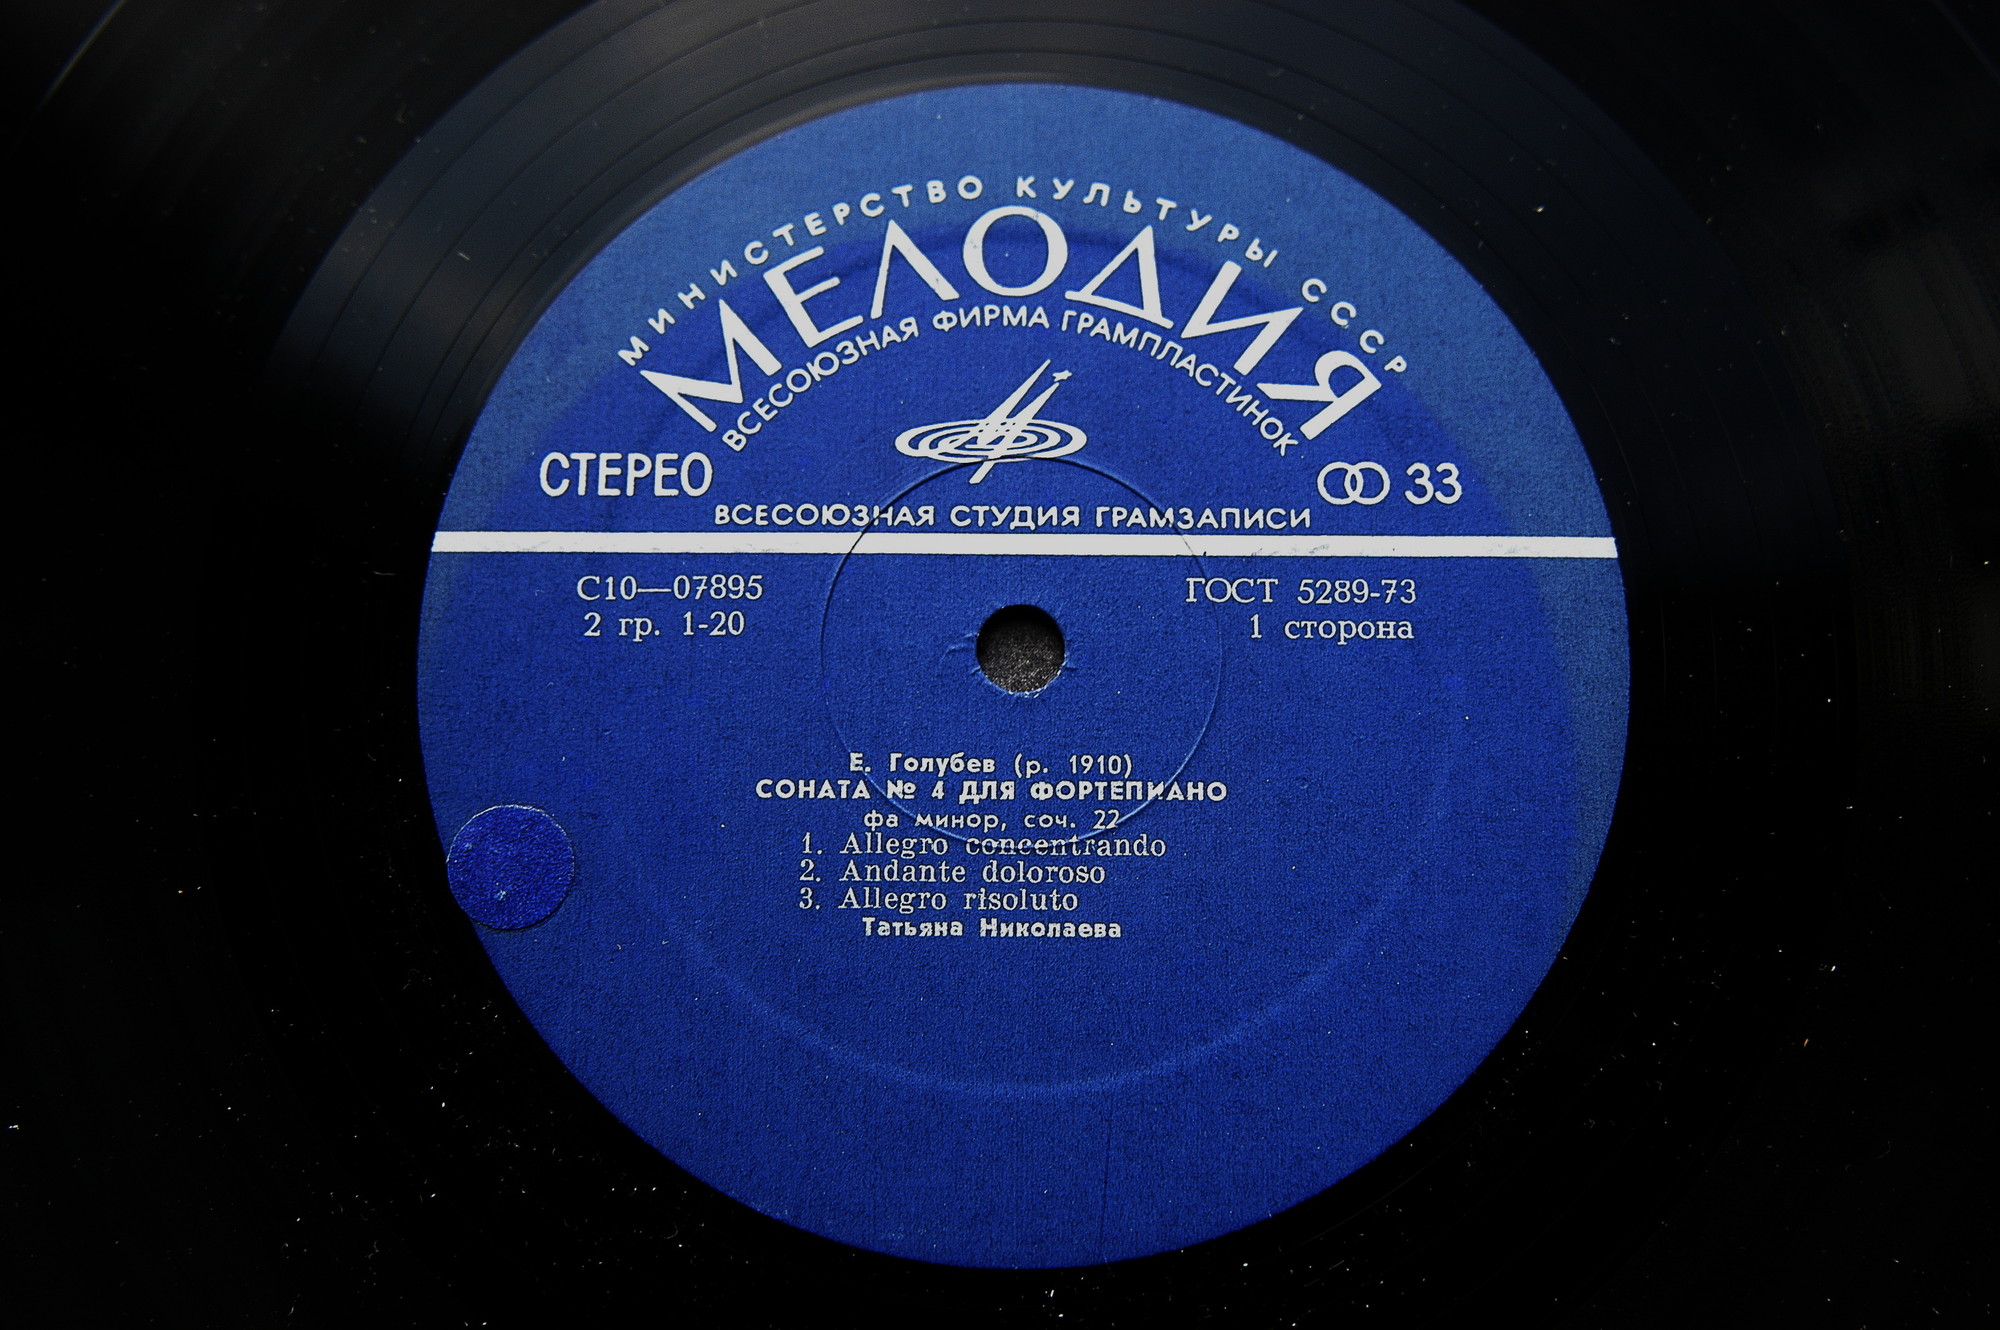 МИНИСТЕРСТВО КУЛЬТУРЫ СССР
МЕЛОДИЯ
ВСЕСОЮЗНАЯ ФИРМА ГРАМПЛАСТИНОК
СТЕРЕО
33
ВСЕСОЮЗНАЯ СТУДИЯ ГРАМЗАПИСИ
С10—07895
ГОСТ 5289-73
2 гр. 1-20
1 сторона
Е. Голубев (р. 1910)
СОНАТА № 4 ДЛЯ ФОРТЕПИАНО
фа минор, соч. 22
1. Allegro concentrando
2. Andante doloroso
3. Allegro risoluto
Татьяна Николаева